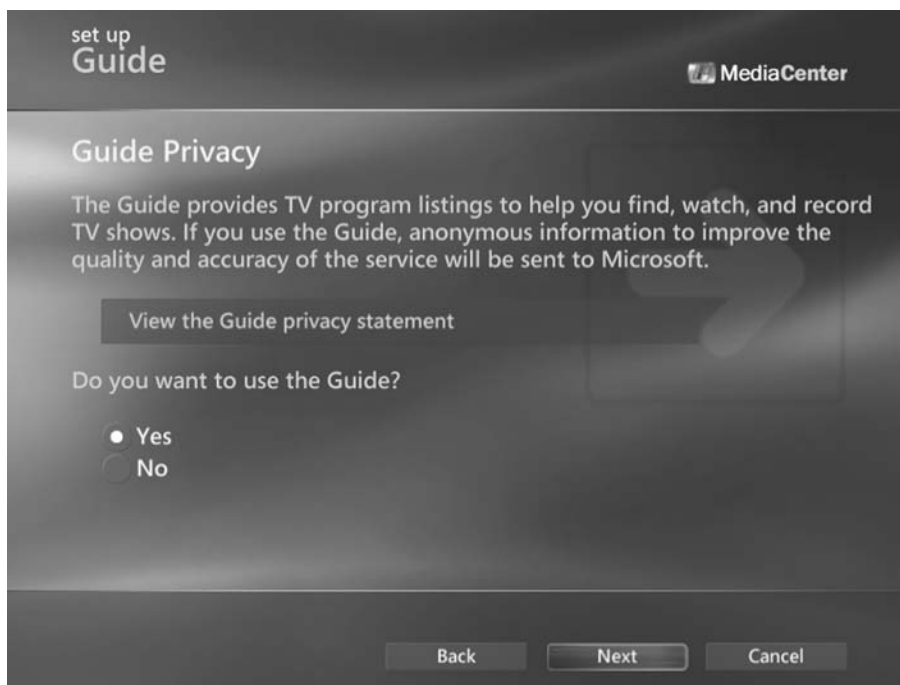 set up
Guide
MediaCenter
Guide Privacy
The Guide provides TV program listings to help you find, watch, and record
TV shows. If you use the Guide, anonymous information to improve the
quality and accuracy of the service will be sent to Microsoft.
View the Guide privacy statement
Do you want to use the Guide?
Yes
No
Back Next Cancel